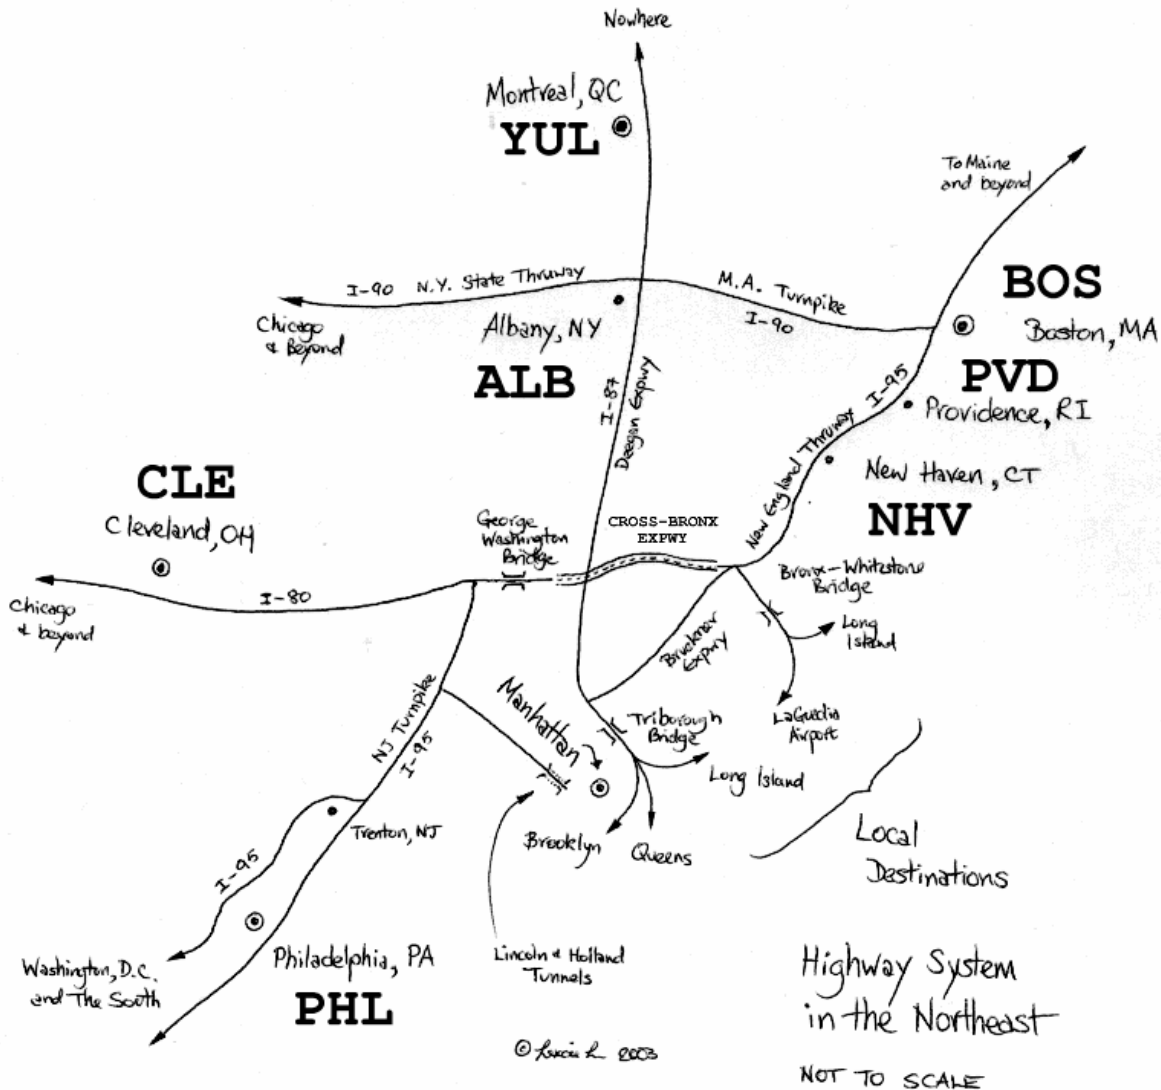 Nowhere
Montreal, QC
YUL
To Maine
and beyond
I-90 N.Y. State Thruway
M.A. Turnpike
I-90
BOS
Boston, MA
Chicago
& Beyond
Albany, NY
ALB
PVD
Providence, RI
I-95
I-87
Deegan Expwy
New England Thruway
New Haven, CT
NHV
CLE
Cleveland, OH
George
Washington
Bridge
CROSS-BRONX
EXPWY
Bronx-Whitestone
Bridge
I-80
Chicago
& beyond
Long
Island
Bruckner
Expwy
LaGuardia
Airport
NJ Turnpike
I-95
Manhattan
Triborough
Bridge
Long Island
Trenton, NJ
Brooklyn
Queens
Local
Destinations
I-95
Washington, D.C.
and The South
Philadelphia, PA
PHL
Lincoln & Holland
Tunnels
Highway System
in the Northeast
NOT TO SCALE
© 2003